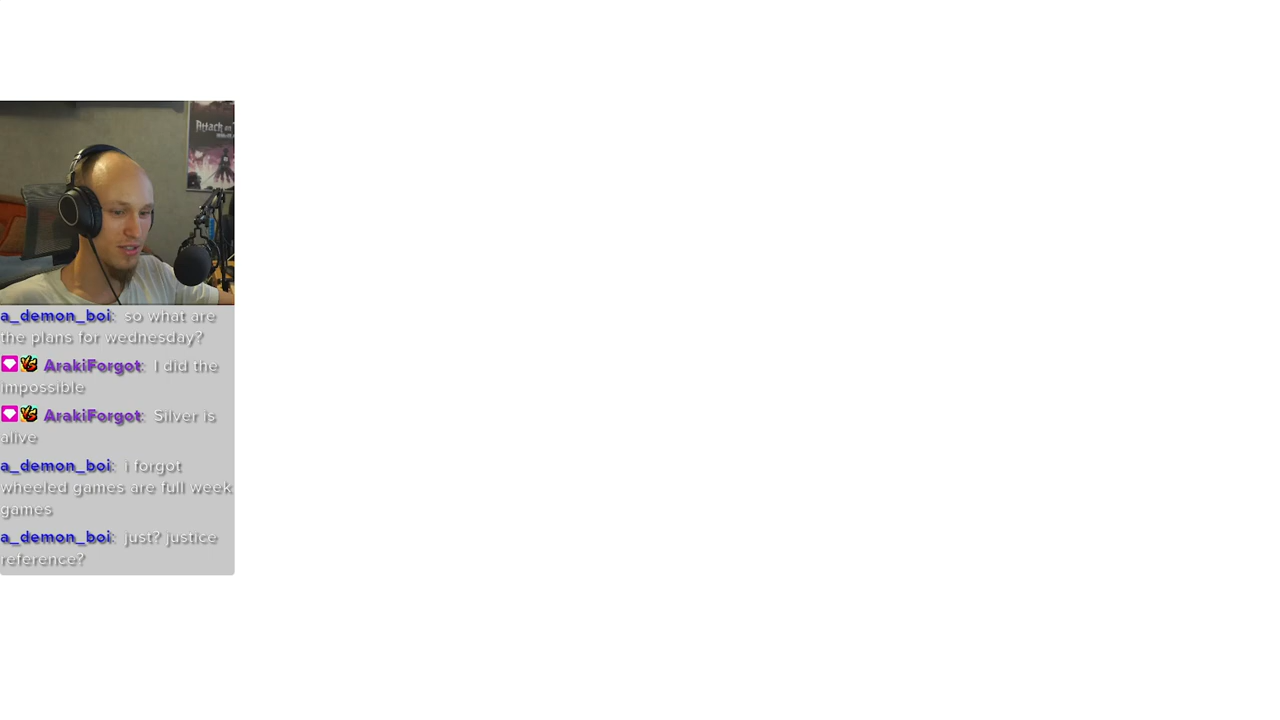 Attack on
a_demon_boi: so what are
the plans for wednesday?
ArakiForgot: I did the
impossible
ArakiForgot: Silver is
alive
a_demon_boi: i forgot
wheeled games are full week
games
a_demon_boi: just? justice
reference?